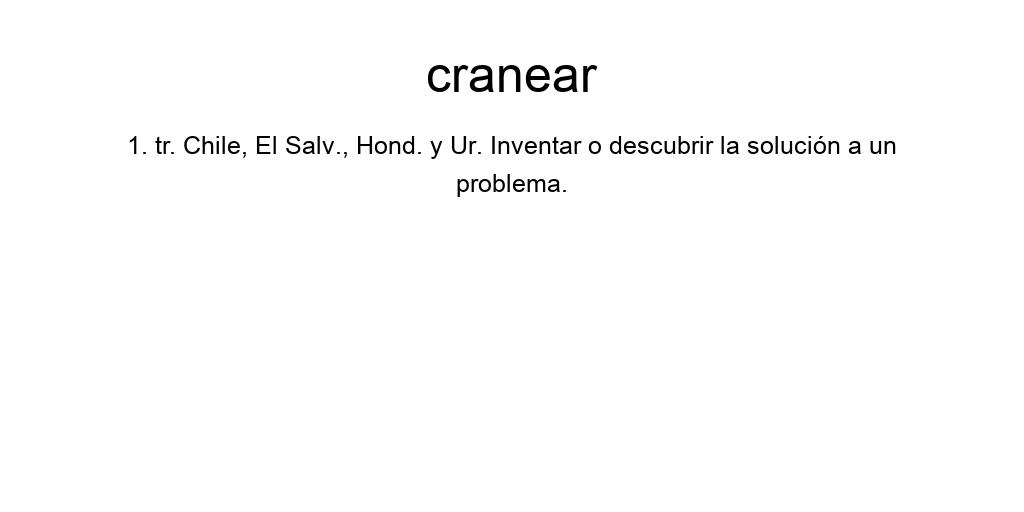 cranear
1. tr. Chile, El Salv., Hond. y Ur. Inventar o descubrir la solución a un
problema.